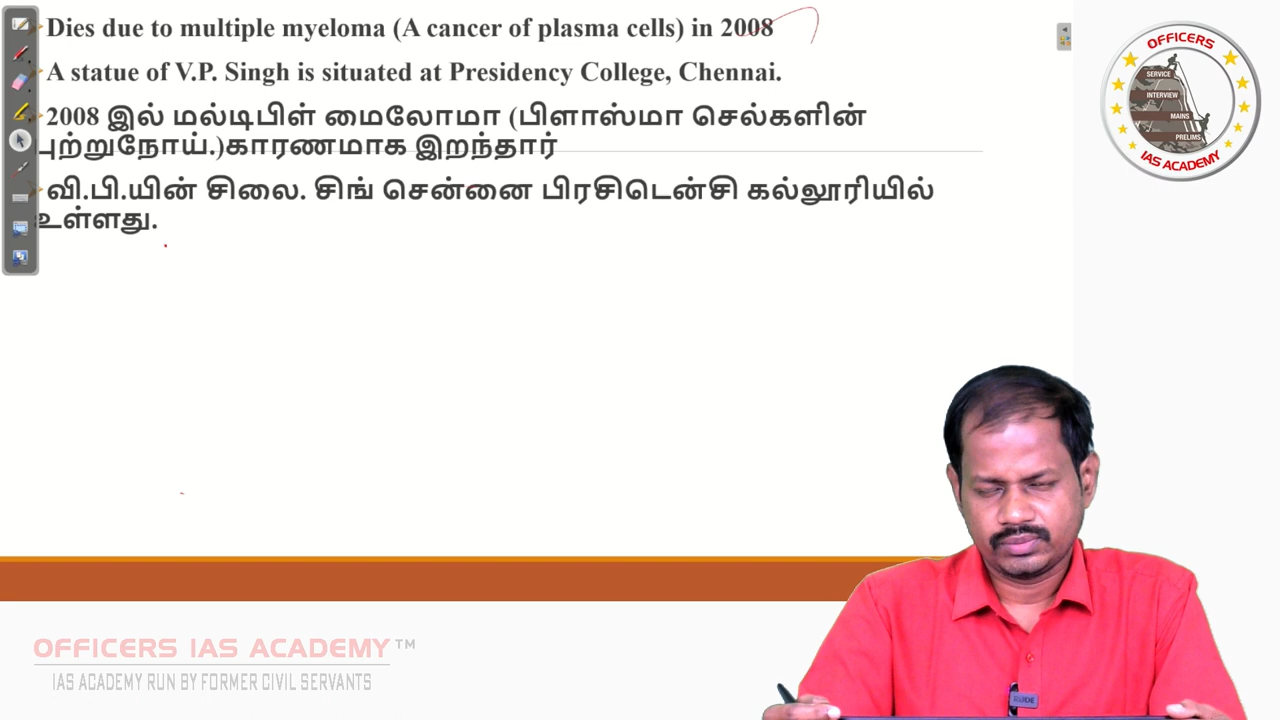 Dies due to multiple myeloma (A cancer of plasma cells) in 2008
A statue of V.P. Singh is situated at Presidency College, Chennai.
2008 இல் மல்டிபிள் மைலோமா (பிளாஸ்மா செல்களின்
புற்றுநோய்.)காரணமாக இறந்தார்
வி.பி.யின் சிலை. சிங் சென்னை பிரசிடென்சி கல்லூரியில்
உள்ளது.
OFFICERS
SERVICE
INTERVIEW
MAINS
PRELIMS
IAS ACADEMY
OFFICERS IAS ACADEMY™
IAS ACADEMY RUN BY FORMER CIVIL SERVANTS
RODE